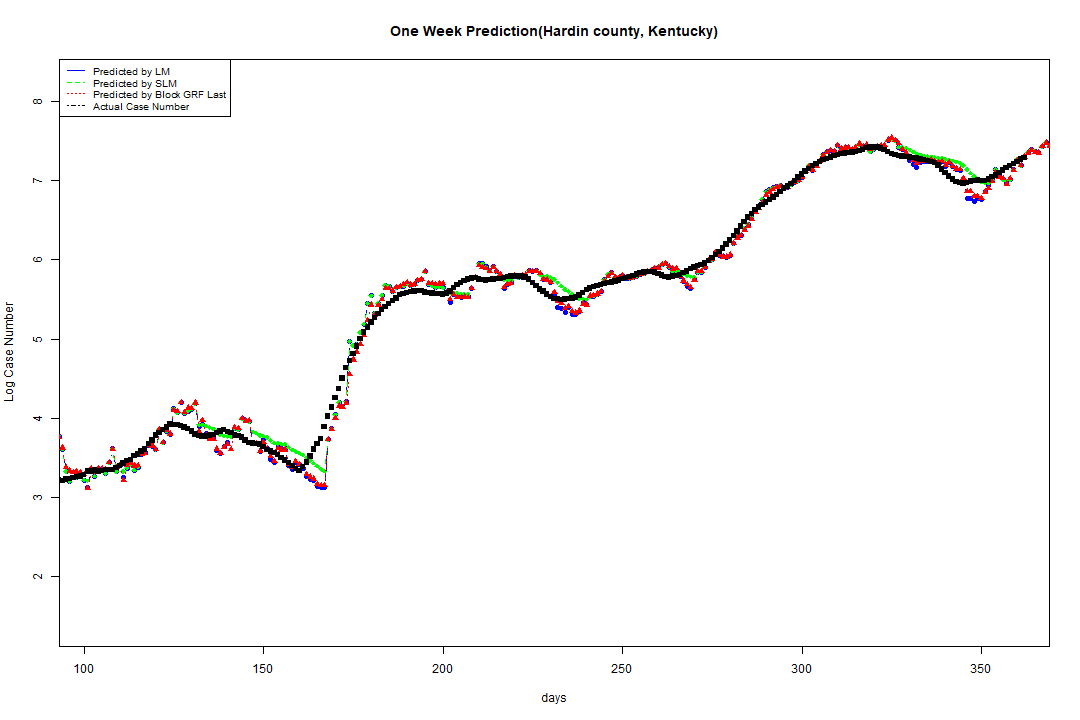 One Week Prediction(Hardin county, Kentucky)
Predicted by LM
Predicted by SLM
Predicted by Block GRF Last
Actual Case Number
8
7
6
5
4
3
2
Log Case Number
100 150 200 250 300 350
days